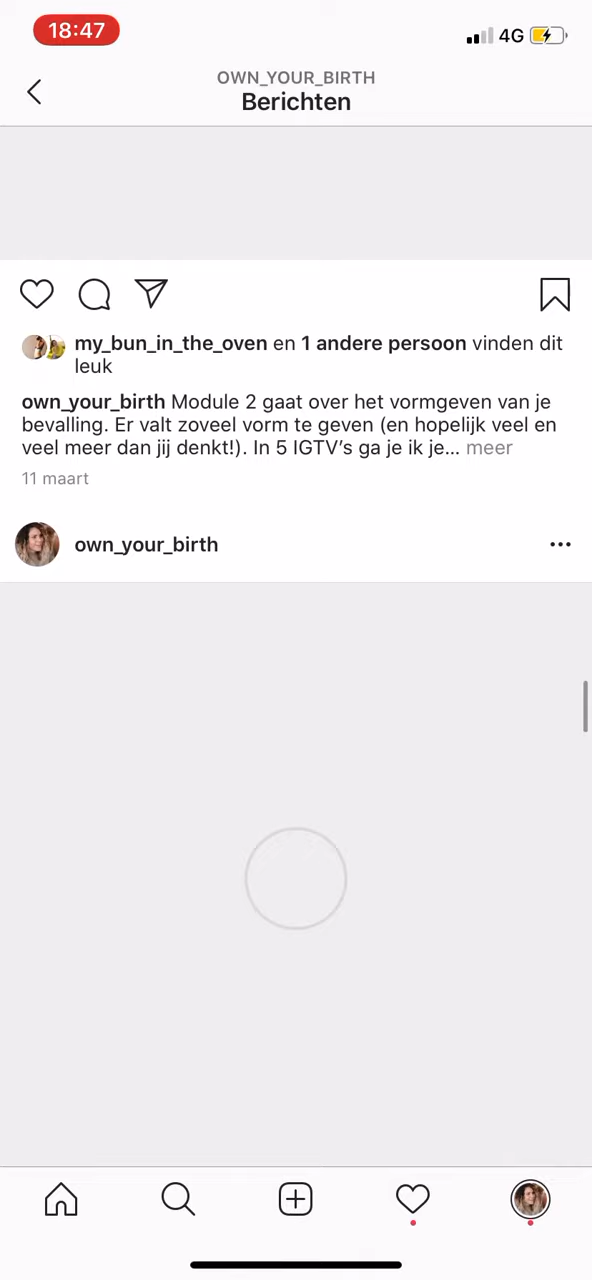 18:47
4G
OWN_YOUR_BIRTH
Berichten
my_bun_in_the_oven en 1 andere persoon vinden dit
leuk
own_your_birth Module 2 gaat over het vormgeven van je
bevalling. Er valt zoveel vorm te geven (en hopelijk veel en
veel meer dan jij denkt!). In 5 IGTV’s ga je ik je... meer
11 maart
own_your_birth